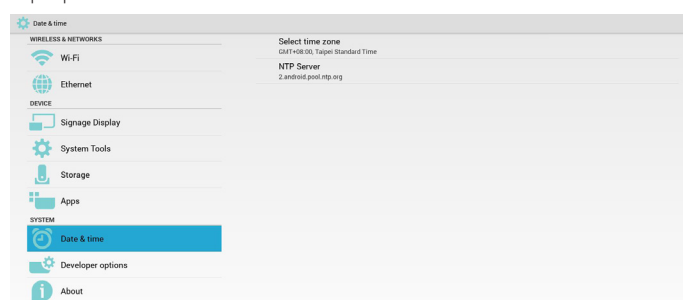 Date & time
WIRELESS & NETWORKS
Wi-Fi
Ethernet
DEVICE
Signage Display
System Tools
Storage
Apps
SYSTEM
Date & time
Developer options
About
Select time zone
GMT+08:00, Taipei Standard Time
NTP Server
2.android.pool.ntp.org